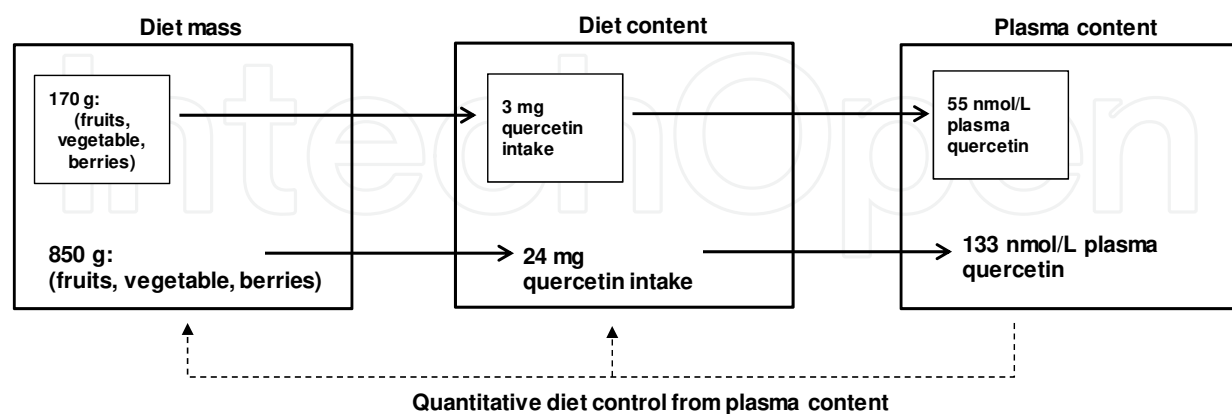 Diet mass
Diet content
Plasma content
170 g:
(fruits,
vegetable,
berries)
3 mg
quercetin
intake
55 nmol/L
plasma
quercetin
850 g:
(fruits, vegetable, berries)
24 mg
quercetin intake
133 nmol/L plasma
quercetin
Quantitative diet control from plasma content
IntechOpen